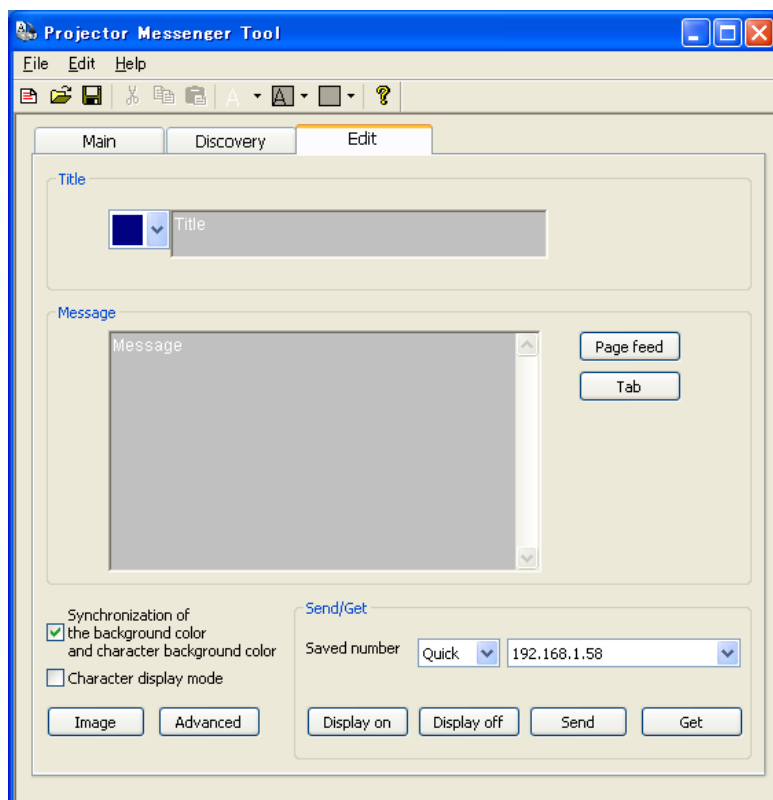 Projector Messenger Tool
File Edit Help
A A
Main Discovery Edit
Title
Title
Message
Message
Page feed
Tab
Synchronization of
the background color
and character background color
Character display mode
Image Advanced
Send/Get
Saved number Quick 192.168.1.58
Display on Display off Send Get